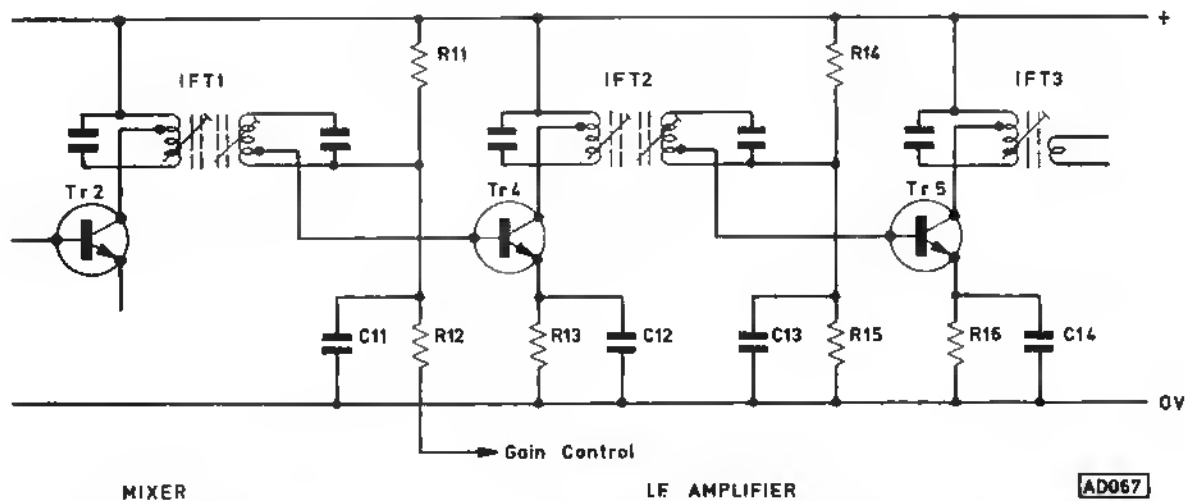 +
R11
R14
IFT1
IFT2
IFT3
Tr2
Tr4
Tr5
C11
R12
R13
C12
C13
R15
R16
C14
0V
Gain Control
MIXER
I.F. AMPLIFIER
AD067